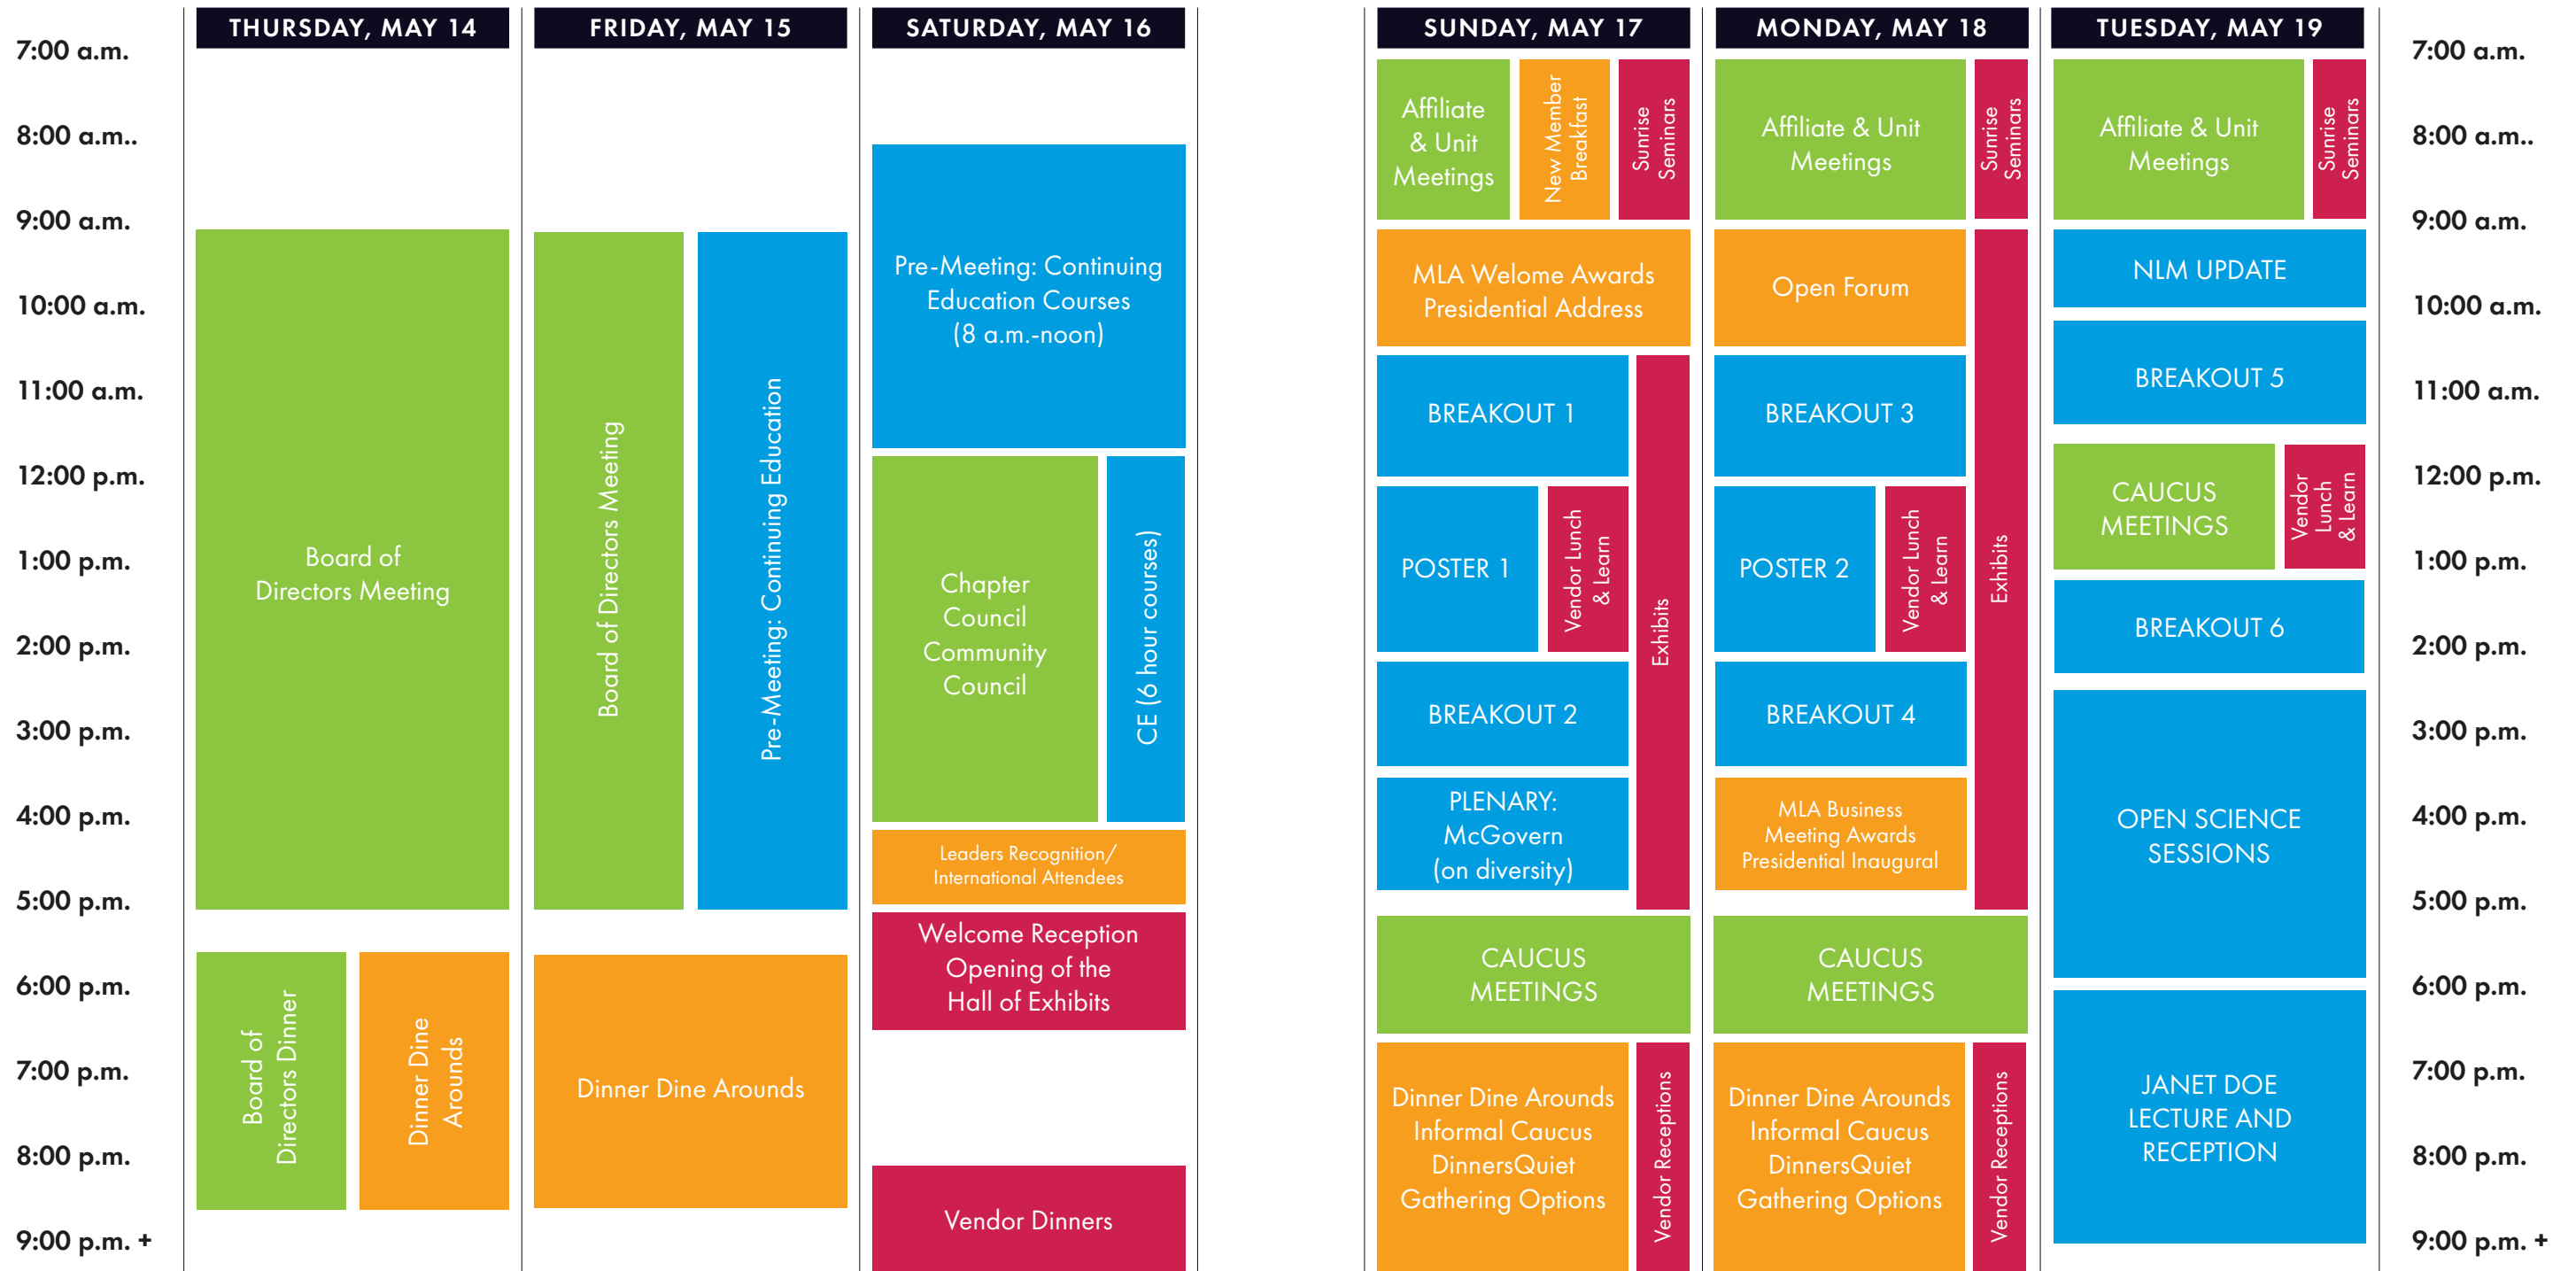 THURSDAY, MAY 14
FRIDAY, MAY 15
SATURDAY, MAY 16
SUNDAY, MAY 17
MONDAY, MAY 18
TUESDAY, MAY 19
7:00 a.m.
8:00 a.m..
9:00 a.m.
10:00 a.m.
11:00 a.m.
12:00 p.m.
1:00 p.m.
2:00 p.m.
3:00 p.m.
4:00 p.m.
5:00 p.m.
6:00 p.m.
7:00 p.m.
8:00 p.m.
9:00 p.m. +
Board of
Directors Meeting
Board of
Directors Dinner
Dinner Dine
Arounds
Board of Directors Meeting
Pre-Meeting: Continuing Education
Dinner Dine Arounds
Pre-Meeting: Continuing
Education Courses
(8 a.m.-noon)
Chapter
Council
Community
Council
CE (6 hour courses)
Leaders Recognition/
International Attendees
Welcome Reception
Opening of the
Hall of Exhibits
Vendor Dinners
Affiliate
& Unit
Meetings
New Member
Breakfast
Sunrise
Seminars
MLA Welome Awards
Presidential Address
BREAKOUT 1
Exhibits
POSTER 1
Vendor Lunch
& Learn
BREAKOUT 2
PLENARY:
McGovern
(on diversity)
CAUCUS
MEETINGS
Dinner Dine Arounds
Informal Caucus
DinnersQuiet
Gathering Options
Vendor Receptions
Affiliate & Unit
Meetings
Sunrise
Seminars
Open Forum
Exhibits
BREAKOUT 3
POSTER 2
Vendor Lunch
& Learn
BREAKOUT 4
MLA Business
Meeting Awards
Presidential Inaugural
CAUCUS
MEETINGS
Dinner Dine Arounds
Informal Caucus
DinnersQuiet
Gathering Options
Vendor Receptions
Affiliate & Unit
Meetings
Sunrise
Seminars
NLM UPDATE
BREAKOUT 5
CAUCUS
MEETINGS
Vendor
Lunch
& Learn
BREAKOUT 6
OPEN SCIENCE
SESSIONS
JANET DOE
LECTURE AND
RECEPTION
7:00 a.m.
8:00 a.m..
9:00 a.m.
10:00 a.m.
11:00 a.m.
12:00 p.m.
1:00 p.m.
2:00 p.m.
3:00 p.m.
4:00 p.m.
5:00 p.m.
6:00 p.m.
7:00 p.m.
8:00 p.m.
9:00 p.m. +